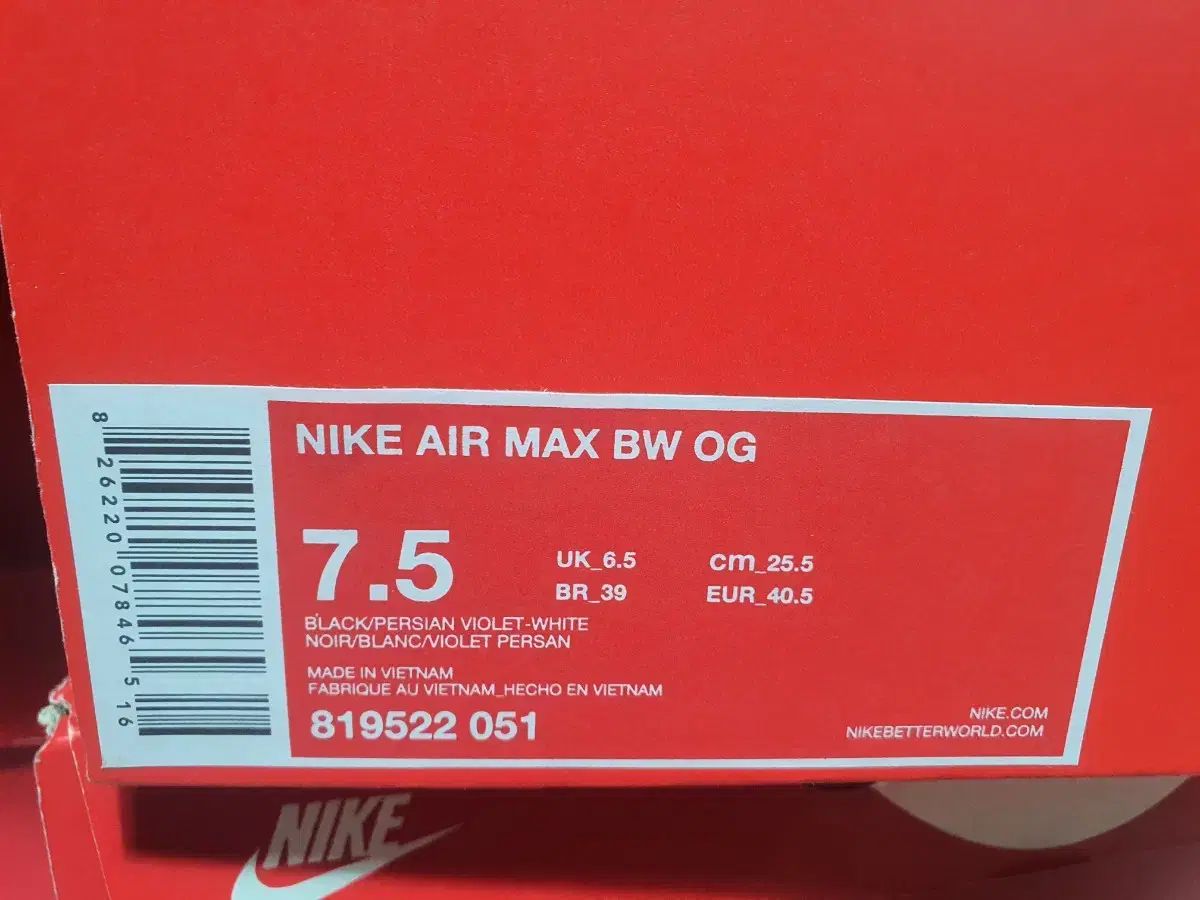 NIKE AIR MAX BW OG
7.5
UK_6.5
cm_25.5
BR_39
EUR_40.5
BLACK/PERSIAN VIOLET-WHITE
NOIR/BLANC/VIOLET PERSAN
MADE IN VIETNAM
FABRIQUE AU VIETNAM_HECHO EN VIETNAM
819522 051
NIKE.COM
NIKEBETTERWORLD.COM
8 26220 07846 5 16
NIKE